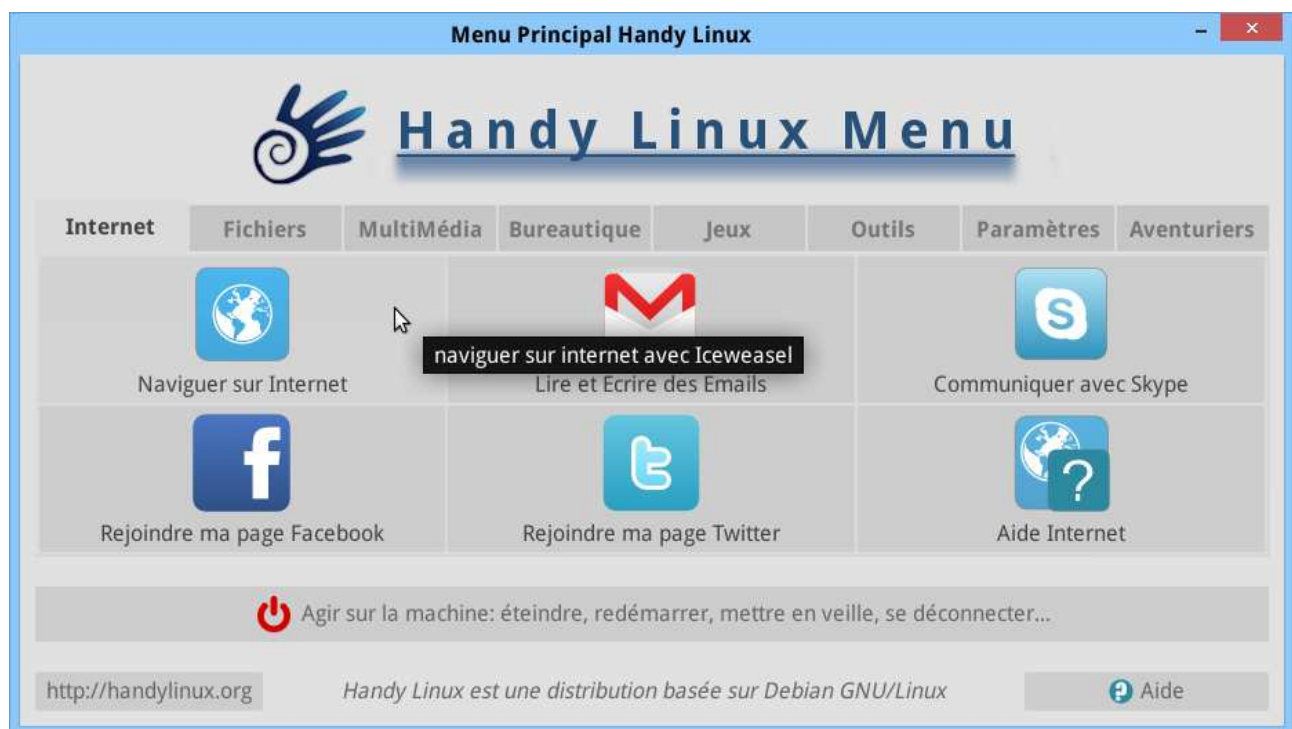 Menu Principal Handy Linux
Handy Linux Menu
Internet Fichiers MultiMédia Bureautique Jeux Outils Paramètres Aventuriers
naviguer sur internet avec Iceweasel
Naviguer sur Internet Lire et Ecrire des Emails Communiquer avec Skype
Rejoindre ma page Facebook Rejoindre ma page Twitter Aide Internet
Agir sur la machine: éteindre, redémarrer, mettre en veille, se déconnecter...
http://handylinux.org Handy Linux est une distribution basée sur Debian GNU/Linux Aide